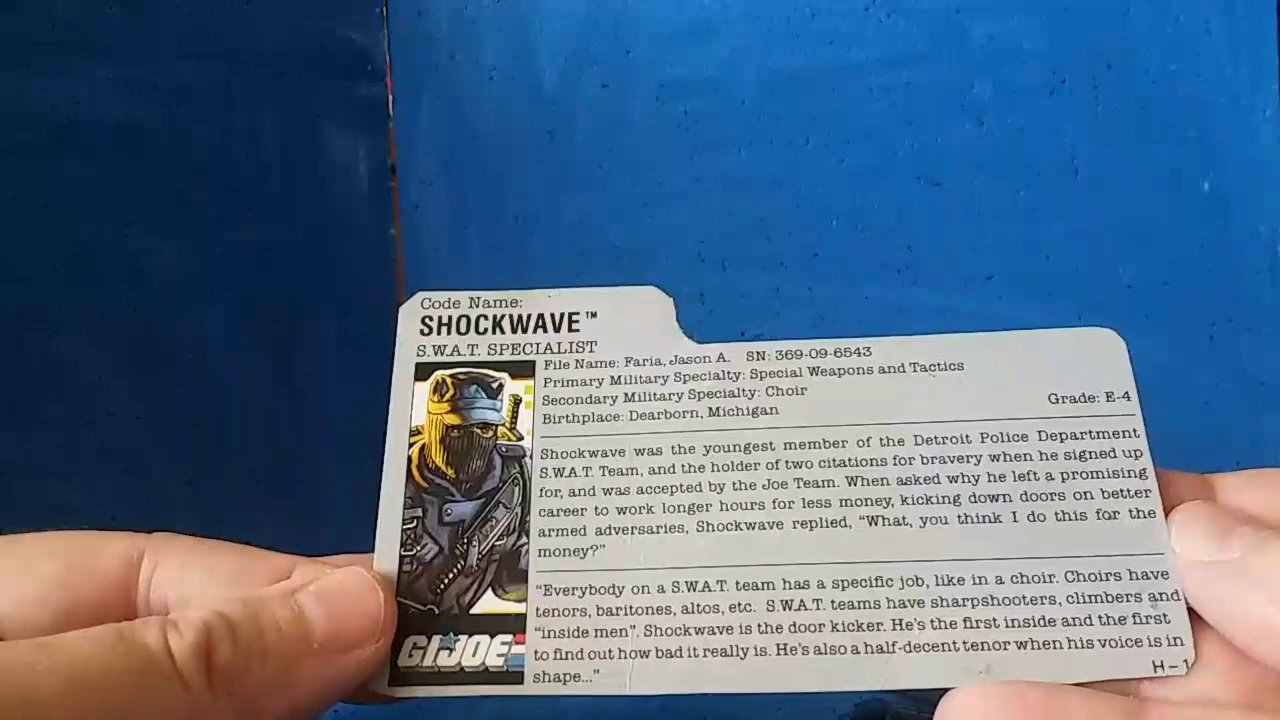 Code Name:
SHOCKWAVE™
S.W.A.T. SPECIALIST
File Name: Faria, Jason A. SN: 369-09-6543
Primary Military Specialty: Special Weapons and Tactics
Secondary Military Specialty: Choir
Birthplace: Dearborn, Michigan Grade: E-4
Shockwave was the youngest member of the Detroit Police Department
S.W.A.T. Team, and the holder of two citations for bravery when he signed up
for, and was accepted by the Joe Team. When asked why he left a promising
career to work longer hours for less money, kicking down doors on better
armed adversaries, Shockwave replied, “What, you think I do this for the
money?”
“Everybody on a S.W.A.T. team has a specific job, like in a choir. Choirs have
tenors, baritones, altos, etc. S.W.A.T. teams have sharpshooters, climbers and
“inside men”. Shockwave is the door kicker. He's the first inside and the first
to find out how bad it really is. He's also a half-decent tenor when his voice is in
shape...”
GI JOE
H-1